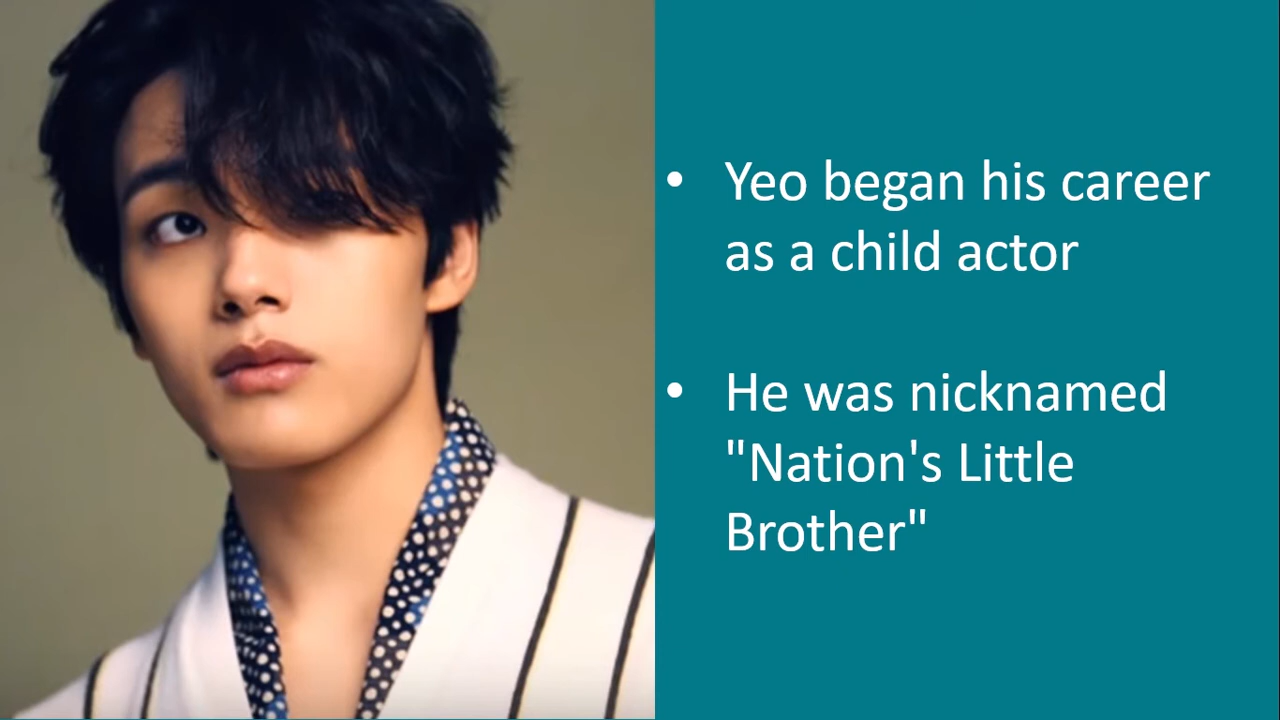 • Yeo began his career
as a child actor
• He was nicknamed
"Nation's Little
Brother"